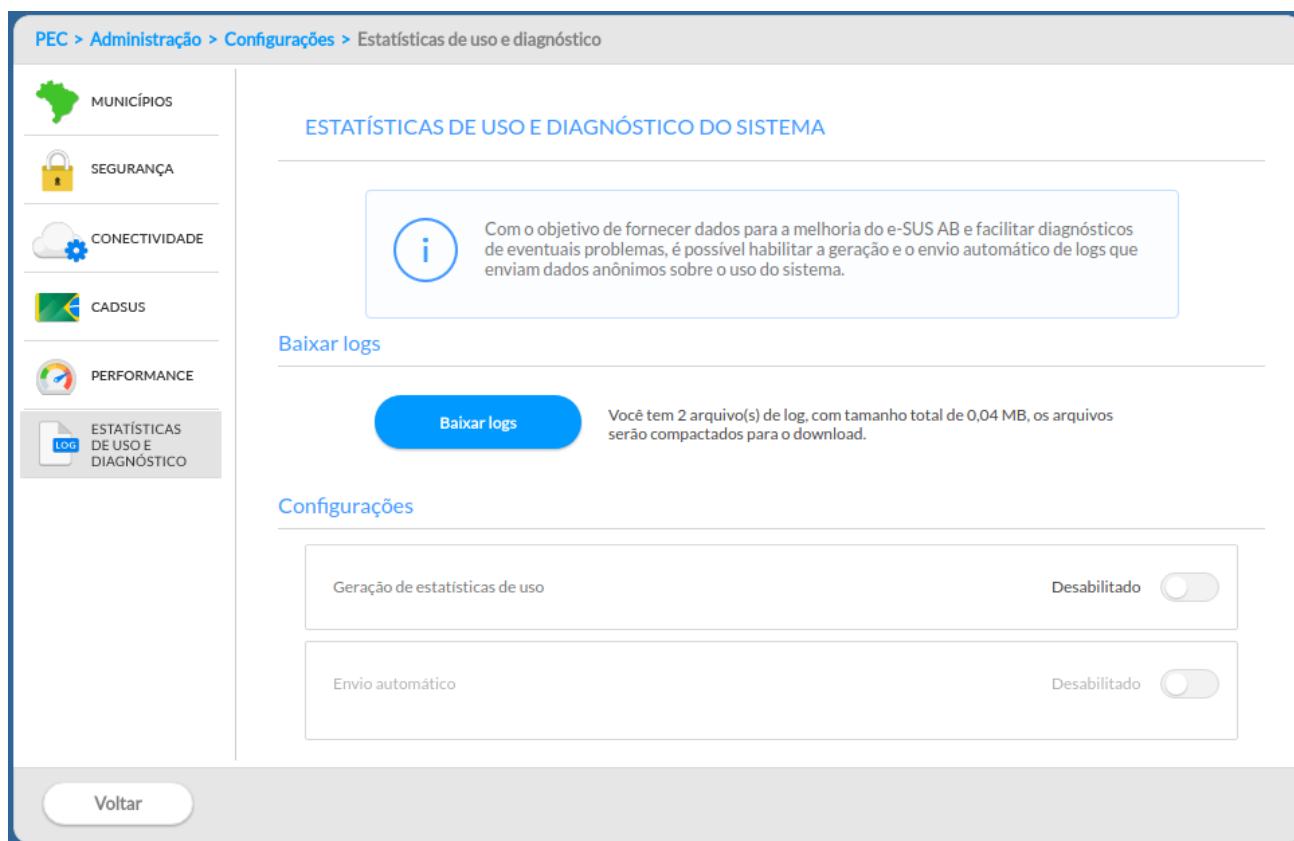 PEC > Administração > Configurações > Estatísticas de uso e diagnóstico
MUNICÍPIOS
SEGURANÇA
CONECTIVIDADE
CADSUS
PERFORMANCE
LOG
ESTATÍSTICAS
DE USO E
DIAGNÓSTICO
ESTATÍSTICAS DE USO E DIAGNÓSTICO DO SISTEMA
i
Com o objetivo de fornecer dados para a melhoria do e-SUS AB e facilitar diagnósticos
de eventuais problemas, é possível habilitar a geração e o envio automático de logs que
enviam dados anônimos sobre o uso do sistema.
Baixar logs
Baixar logs
Você tem 2 arquivo(s) de log, com tamanho total de 0,04 MB, os arquivos
serão compactados para o download.
Configurações
Geração de estatísticas de uso Desabilitado
Envio automático Desabilitado
Voltar